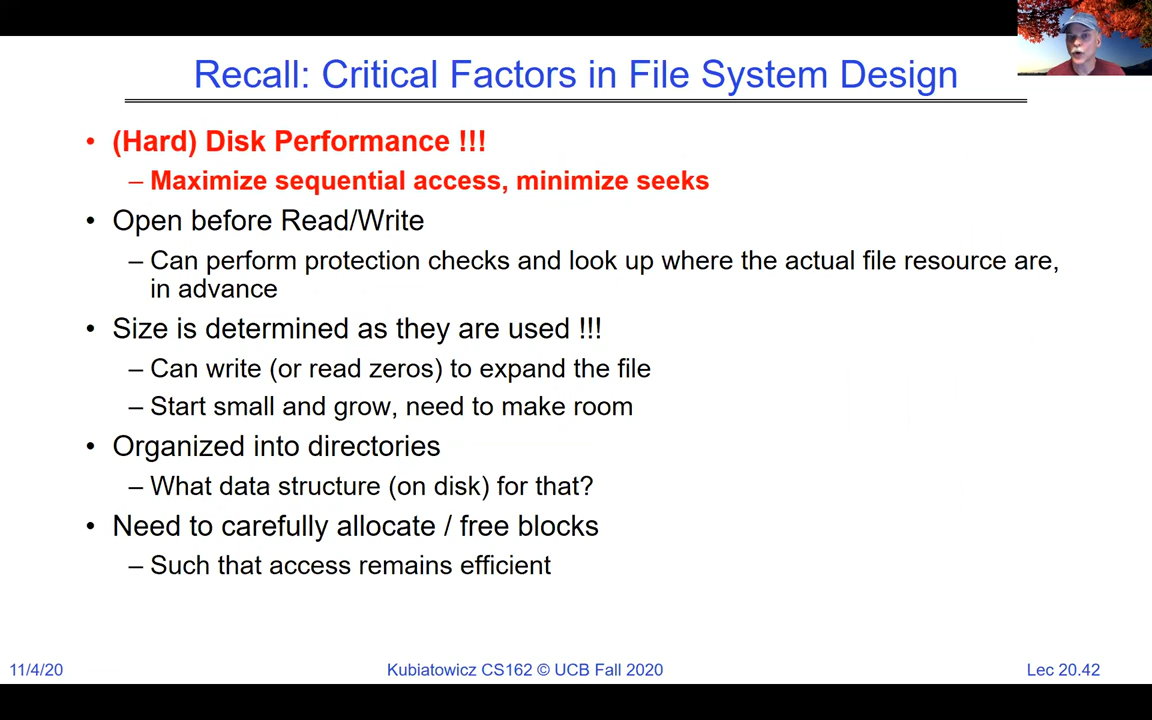 Recall: Critical Factors in File System Design
• (Hard) Disk Performance !!!
– Maximize sequential access, minimize seeks
• Open before Read/Write
– Can perform protection checks and look up where the actual file resource are,
in advance
• Size is determined as they are used !!!
– Can write (or read zeros) to expand the file
– Start small and grow, need to make room
• Organized into directories
– What data structure (on disk) for that?
• Need to carefully allocate / free blocks
– Such that access remains efficient
11/4/20 Kubiatowicz CS162 © UCB Fall 2020 Lec 20.42